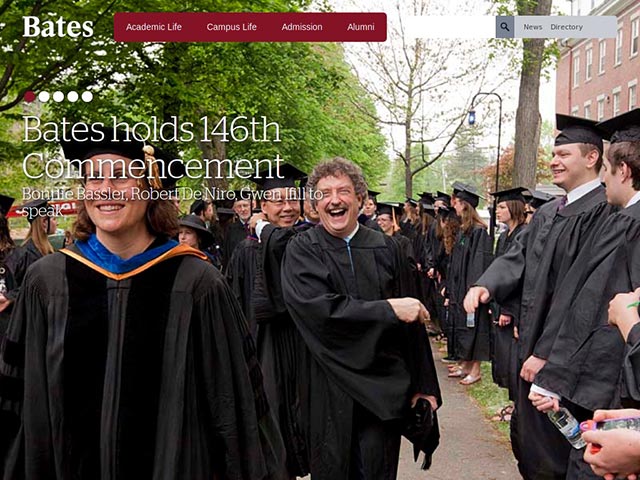 Bates
Academic Life
Campus Life
Admission
Alumni
News
Directory
Bates holds 146th
Commencement
Bonnie Bassler, Robert De Niro, Gwen Ifill to
speak